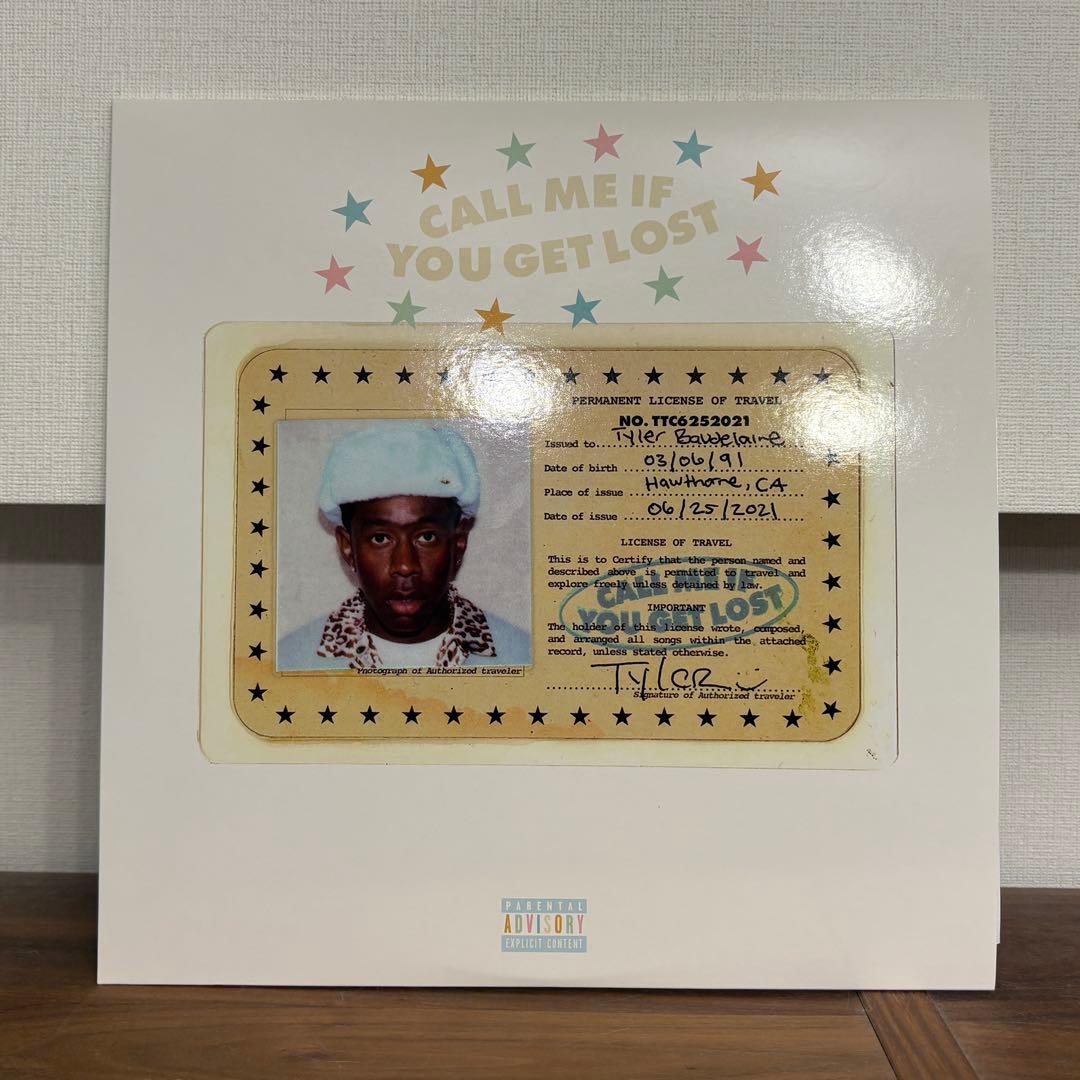 CALL ME IF
YOU GET LOST
PERMANENT LICENSE OF TRAVEL
NO. TTC6252021
Issued to Tyler Baudelaire
Date of birth 03/06/91
Place of issue Hawthorne, CA
Date of issue 06/25/2021
LICENSE OF TRAVEL
This is to Certify that the person named and
described above is permitted to travel and
explore freely unless detained by law.
CALL ME IF
YOU GET LOST
IMPORTANT
The holder of this license wrote, composed,
and arranged all songs within the attached
record, unless stated otherwise.
Photograph of Authorized traveler
TYLER
Signature of Authorized traveler
PARENTAL
ADVISORY
EXPLICIT CONTENT